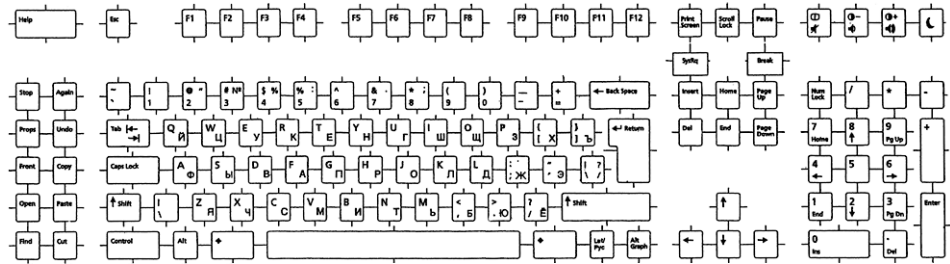 Help Esc F1 F2 F3 F4 F5 F6 F7 F8 F9 F10 F11 F12 Print Screen Scroll Lock Pause
SysRq Break
Stop Again ~ ` ! 1 @ " 2 # № 3 $ % 4 % : 5 ^ 6 & . 7 * ; 8 ( 9 ) 0 — - + = ← Back Space Insert Home Page Up Num Lock / * -
Props Undo Tab Q Й W Ц E У R К T Е Y Н U Г I Ш O Щ P З { [ Х } ] Ъ ↵ Return Del End Page Down 7 Home 8 ↑ 9 Pg Up +
Front Copy Caps Lock A Ф S Ы D В F А G П H Р J О K Л L Д : ; Ж " ' Э | ? \ / 4 ← 5 6 →
Open Paste ↑ Shift | \ Z Я X Ч C С V М B И N Т M Ь < , Б > . Ю ? / Ё ↑ Shift ↑ 1 End 2 ↓ 3 Pg Dn Enter
Find Cut Control Alt ◆ ◆ Lat/ Рус Alt Graph ← ↓ → 0 Ins . Del